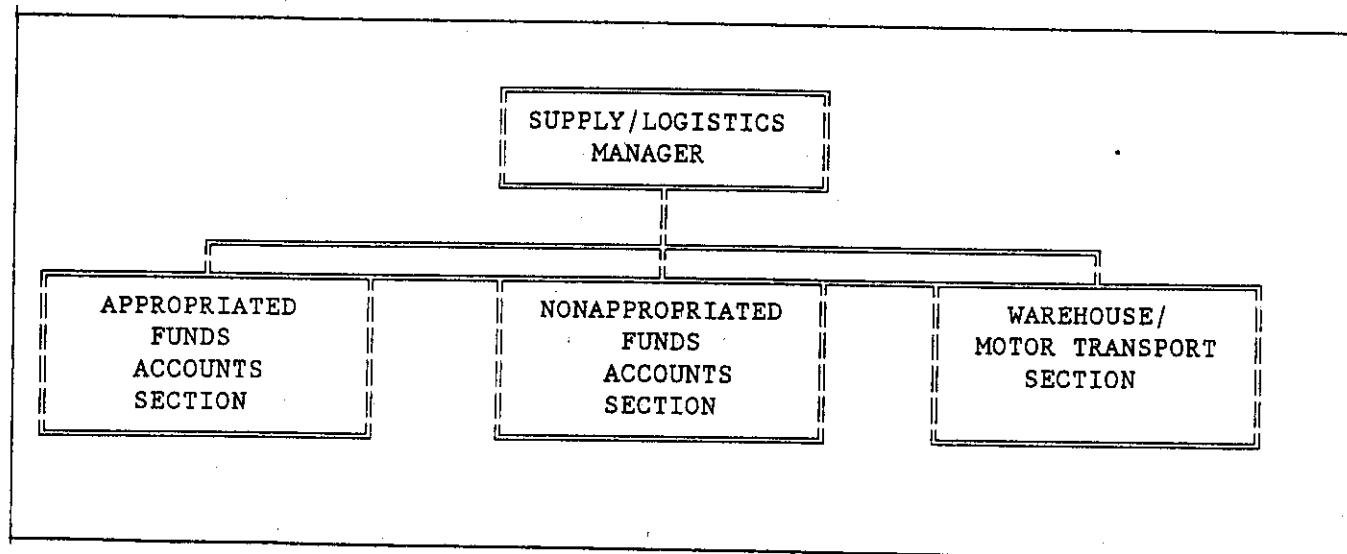 SUPPLY/LOGISTICS
MANAGER
APPROPRIATED
FUNDS
ACCOUNTS
SECTION
NONAPPROPRIATED
FUNDS
ACCOUNTS
SECTION
WAREHOUSE/
MOTOR TRANSPORT
SECTION